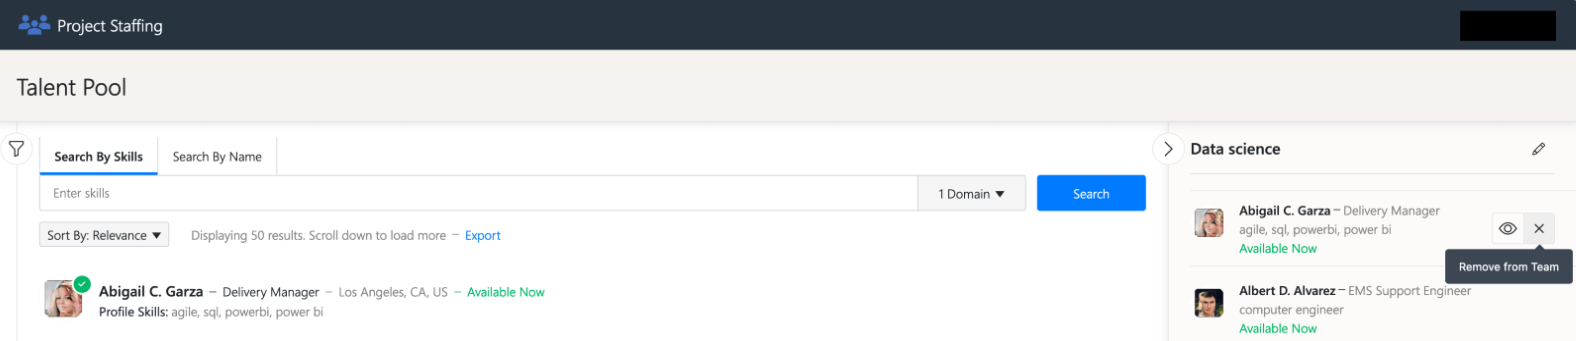 Project Staffing
Talent Pool
Search By Skills
Search By Name
Enter skills
1 Domain
Search
Sort By: Relevance
Displaying 50 results. Scroll down to load more – Export
Abigail C. Garza – Delivery Manager – Los Angeles, CA, US – Available Now
Profile Skills: agile, sql, powerbi, power bi
Data science
Abigail C. Garza – Delivery Manager
agile, sql, powerbi, power bi
Available Now
Remove from Team
Albert D. Alvarez – EMS Support Engineer
computer engineer
Available Now